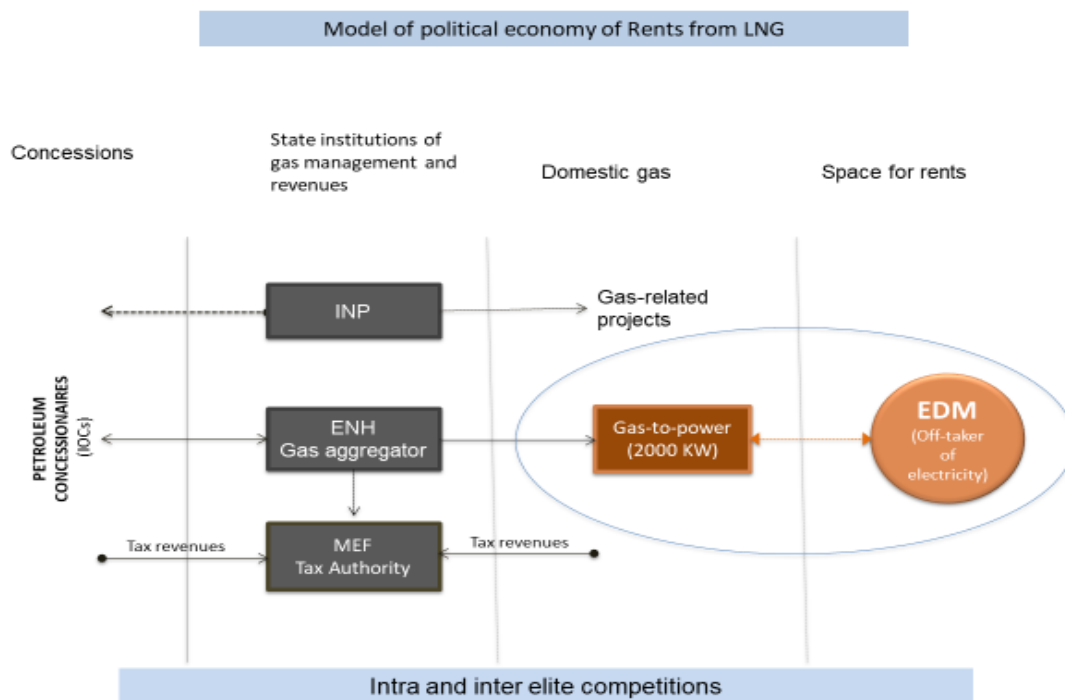 Model of political economy of Rents from LNG
Concessions
State institutions of
gas management and
revenues
Domestic gas
Space for rents
INP
Gas-related
projects
PETROLEUM
CONCESSIONAIRES
(IOCs)
ENH
Gas aggregator
Gas-to-power
(2000 KW)
EDM
(Off-taker
of
electricity)
Tax revenues
MEF
Tax Authority
Tax revenues
Intra and inter elite competitions